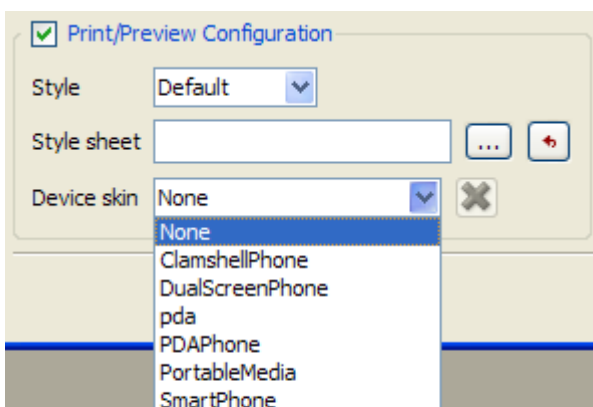 Print/Preview Configuration
Style Default
Style sheet ...
Device skin None
None
ClamshellPhone
DualScreenPhone
pda
PDAPhone
PortableMedia
SmartPhone